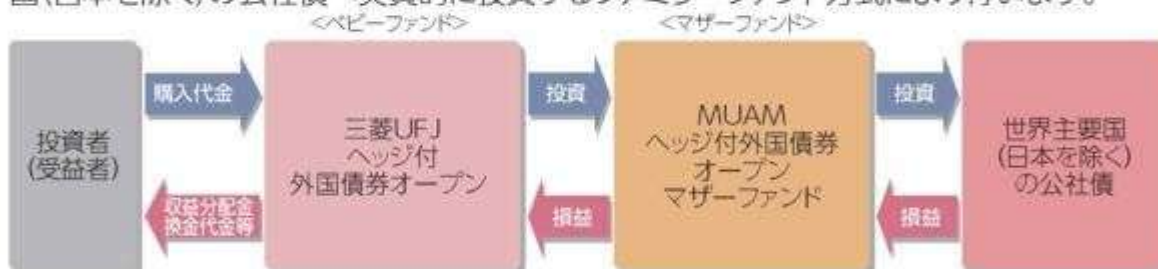 <ベビーファンド>
<マザーファンド>
投資者
(受益者)
購入代金
収益分配金
換金代金等
三菱UFJ
ヘッジ付
外国債券オープン
投資
損益
MUAM
ヘッジ付外国債券
オープン
マザーファンド
投資
損益
世界主要国
(日本を除く)
の公社債